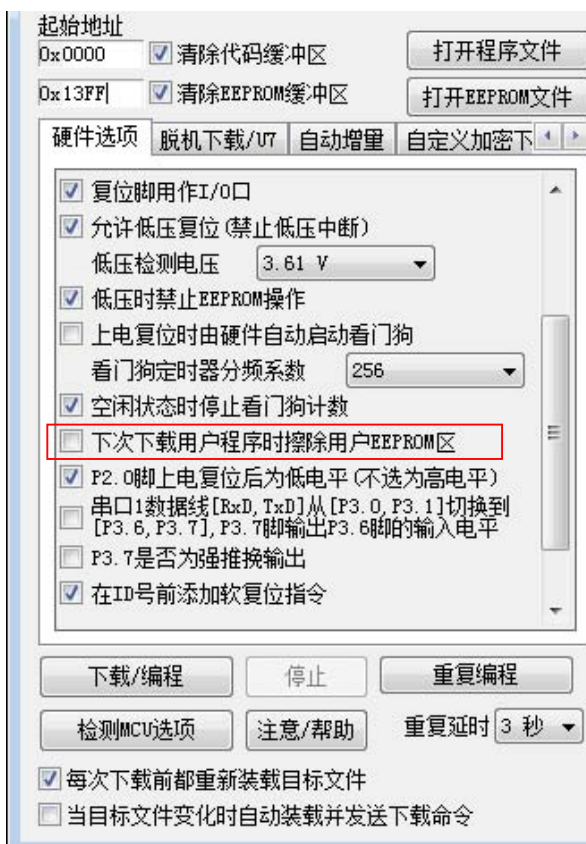 起始地址
0x0000 清除代码缓冲区 打开程序文件
0x13FF 清除EEPROM缓冲区 打开EEPROM文件
硬件选项 脱机下载/U7 自动增量 自定义加密下
复位脚用作I/O口
允许低压复位(禁止低压中断)
低压检测电压 3.61 V
低压时禁止EEPROM操作
上电复位时由硬件自动启动看门狗
看门狗定时器分频系数 256
空闲状态时停止看门狗计数
下次下载用户程序时擦除用户EEPROM区
P2.0脚上电复位后为低电平(不选为高电平)
串口1数据线[RxD,TxD]从[P3.0,P3.1]切换到
[P3.6,P3.7],P3.7脚输出P3.6脚的输入电平
P3.7是否为强推挽输出
在ID号前添加软复位指令
下载/编程 停止 重复编程
检测MCU选项 注意/帮助 重复延时 3 秒
每次下载前都重新装载目标文件
当目标文件变化时自动装载并发送下载命令